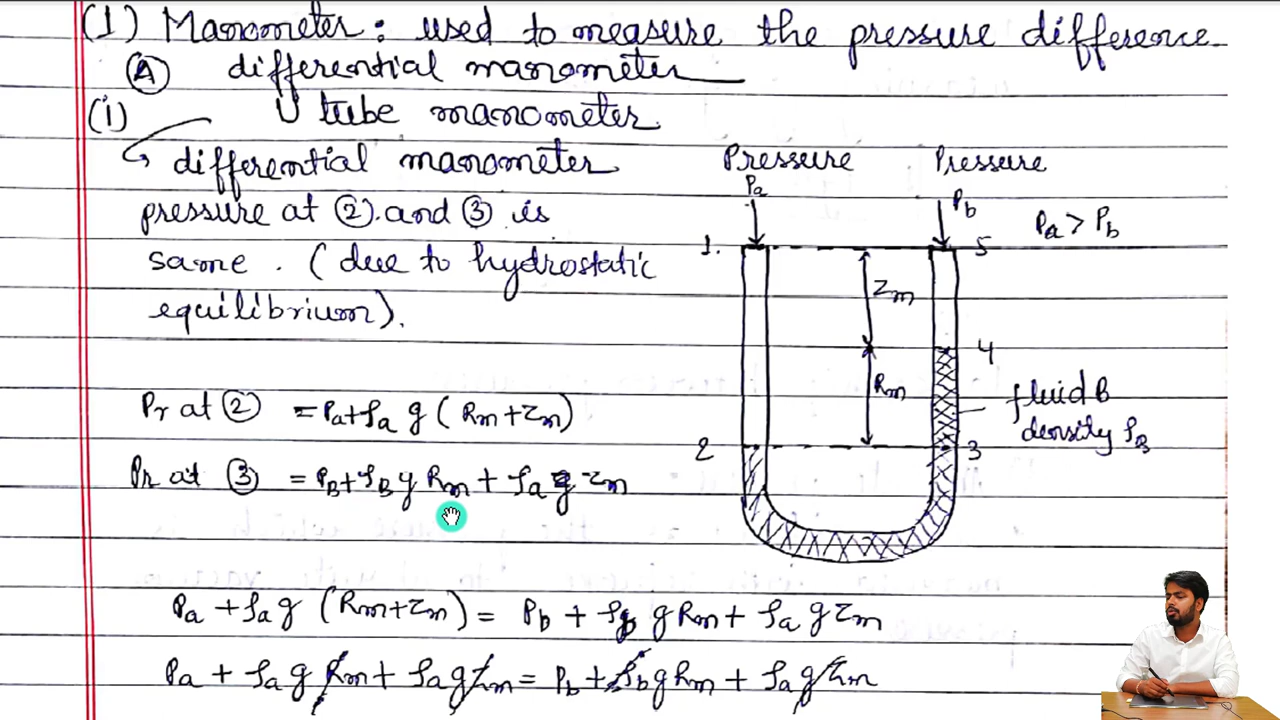 (1) Manometer: used to measure the pressure difference
(A) differential manometer
(i) U tube manometer
↳ differential manometer
pressure at ② and ③ is
same. (due to hydrostatic
equilibrium).
Pr at ② = Pa + ρa g (Rm + Zm)
Pr at ③ = PB + ρB g Rm + ρa g Zm
Pa + ρa g (Rm + Zm) = Pb + ρb g Rm + ρa g Zm
Pa + ρa g Rm + ρa g Zm = Pb + ρb g Rm + ρa g Zm
Pressure Pressure
Pa Pb
Pa > Pb
1. 5
Zm
4
Rm
fluid B
density ρB
2 3